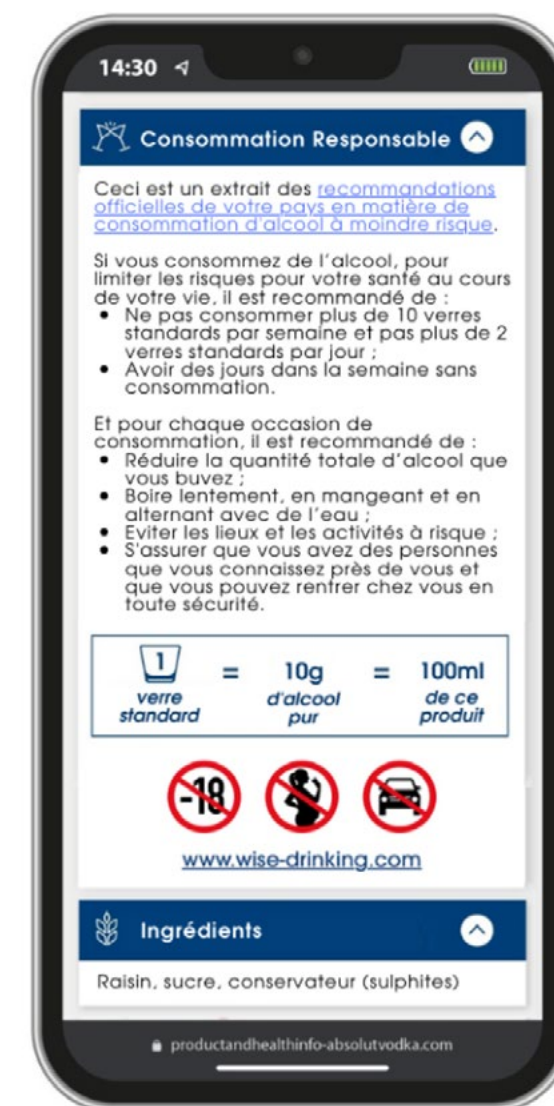 14:30
Consommation Responsable
Ceci est un extrait des recommandations
officielles de votre pays en matière de
consommation d'alcool à moindre risque.
Si vous consommez de l'alcool, pour
limiter les risques pour votre santé au cours
de votre vie, il est recommandé de :
• Ne pas consommer plus de 10 verres
standards par semaine et pas plus de 2
verres standards par jour ;
• Avoir des jours dans la semaine sans
consommation.
Et pour chaque occasion de
consommation, il est recommandé de :
• Réduire la quantité totale d'alcool que
vous buvez ;
• Boire lentement, en mangeant et en
alternant avec de l'eau ;
• Eviter les lieux et les activités à risque ;
• S'assurer que vous avez des personnes
que vous connaissez près de vous et
que vous pouvez rentrer chez vous en
toute sécurité.
1 = 10g = 100ml
verre d'alcool de ce
standard pur produit
-18
www.wise-drinking.com
Ingrédients
Raisin, sucre, conservateur (sulphites)
productandhealthinfo-absolutvodka.com